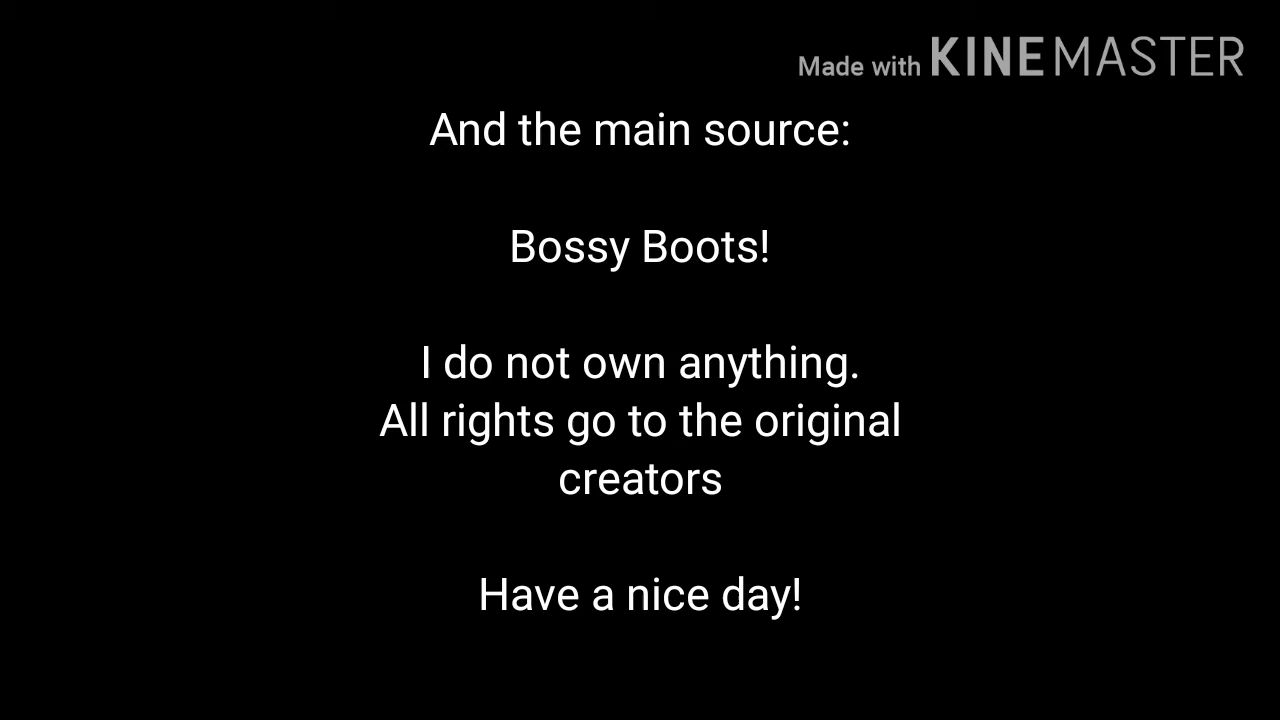 Made with KINEMASTER
And the main source:
Bossy Boots!
I do not own anything.
All rights go to the original
creators
Have a nice day!